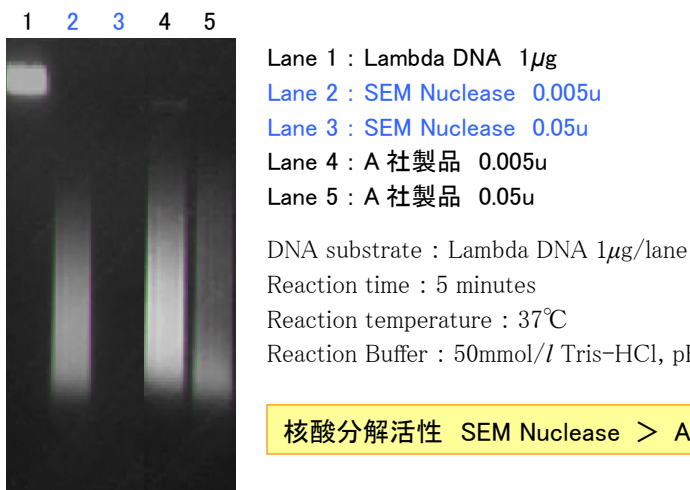 1 2 3 4 5
Lane 1 : Lambda DNA 1μg
Lane 2 : SEM Nuclease 0.005u
Lane 3 : SEM Nuclease 0.05u
Lane 4 : A 社製品 0.005u
Lane 5 : A 社製品 0.05u
DNA substrate : Lambda DNA 1μg/lane
Reaction time : 5 minutes
Reaction temperature : 37℃
Reaction Buffer : 50mmol/l Tris-HCl,
核酸分解活性 SEM Nuclease ＞ A